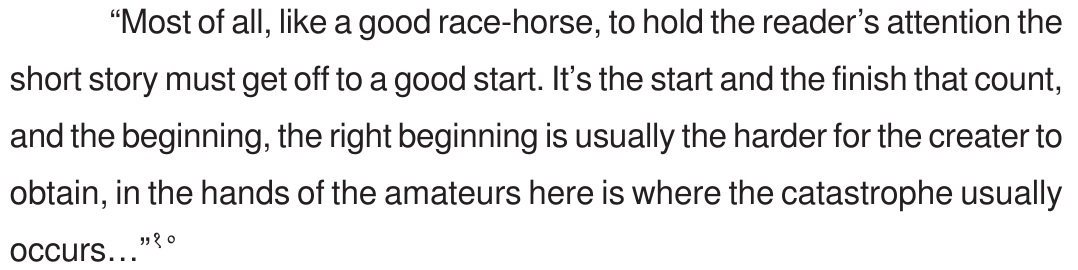 “Most of all, like a good race-horse, to hold the reader’s attention the
short story must get off to a good start. It’s the start and the finish that count,
and the beginning, the right beginning is usually the harder for the creater to
obtain, in the hands of the amateurs here is where the catastrophe usually
occurs…”१०